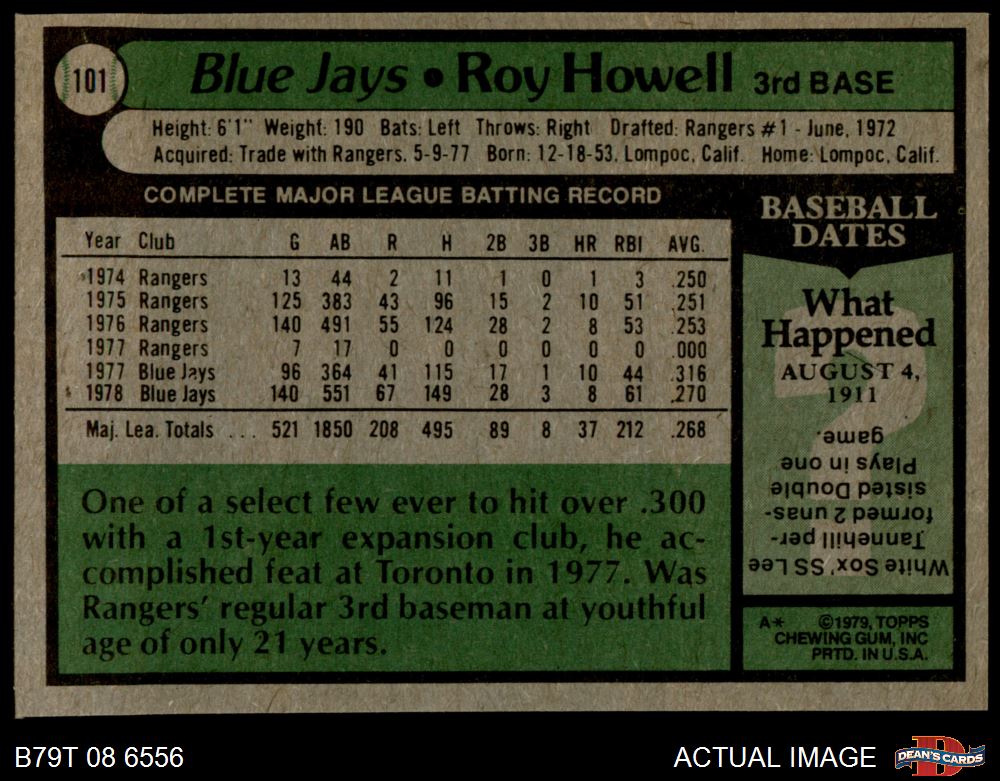 101
Blue Jays • Roy Howell 3rd BASE
Height: 6'1" Weight: 190 Bats: Left Throws: Right Drafted: Rangers #1 - June, 1972
Acquired: Trade with Rangers. 5-9-77 Born: 12-18-53, Lompoc, Calif. Home: Lompoc, Calif.
COMPLETE MAJOR LEAGUE BATTING RECORD
Year Club G AB R H 2B 3B HR RBI AVG.
1974 Rangers 13 44 2 11 1 0 1 3 .250
1975 Rangers 125 383 43 96 15 2 10 51 .251
1976 Rangers 140 491 55 124 28 2 8 53 .253
1977 Rangers 7 17 0 0 0 0 0 0 .000
1977 Blue Jays 96 364 41 115 17 1 10 44 .316
1978 Blue Jays 140 551 67 149 28 3 8 61 .270
Maj. Lea. Totals ... 521 1850 208 495 89 8 37 212 .268
One of a select few ever to hit over .300
with a 1st-year expansion club, he ac-
complished feat at Toronto in 1977. Was
Rangers' regular 3rd baseman at youthful
age of only 21 years.
BASEBALL
DATES
What
Happened
AUGUST 4,
1911
?
White Sox' SS Lee
Tannehill per-
formed 2 unas-
sisted Double
Plays in one
game.
A* ©1979, TOPPS
CHEWING GUM, INC
PRTD. IN U.S.A.
B79T 08 6556
ACTUAL IMAGE
D
DEAN'S CARDS